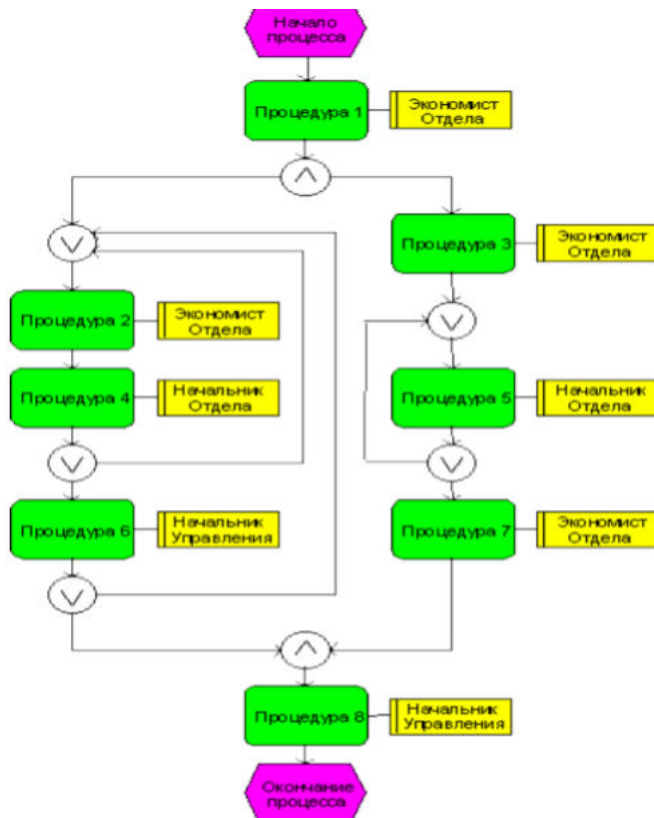 Начало
процесса
Процедура 1
Экономист
Отдела
Процедура 3
Экономист
Отдела
Процедура 2
Экономист
Отдела
Процедура 4
Начальник
Отдела
Процедура 5
Начальник
Отдела
Процедура 6
Начальник
Управления
Процедура 7
Экономист
Отдела
Процедура 8
Начальник
Управления
Окончание
процесса